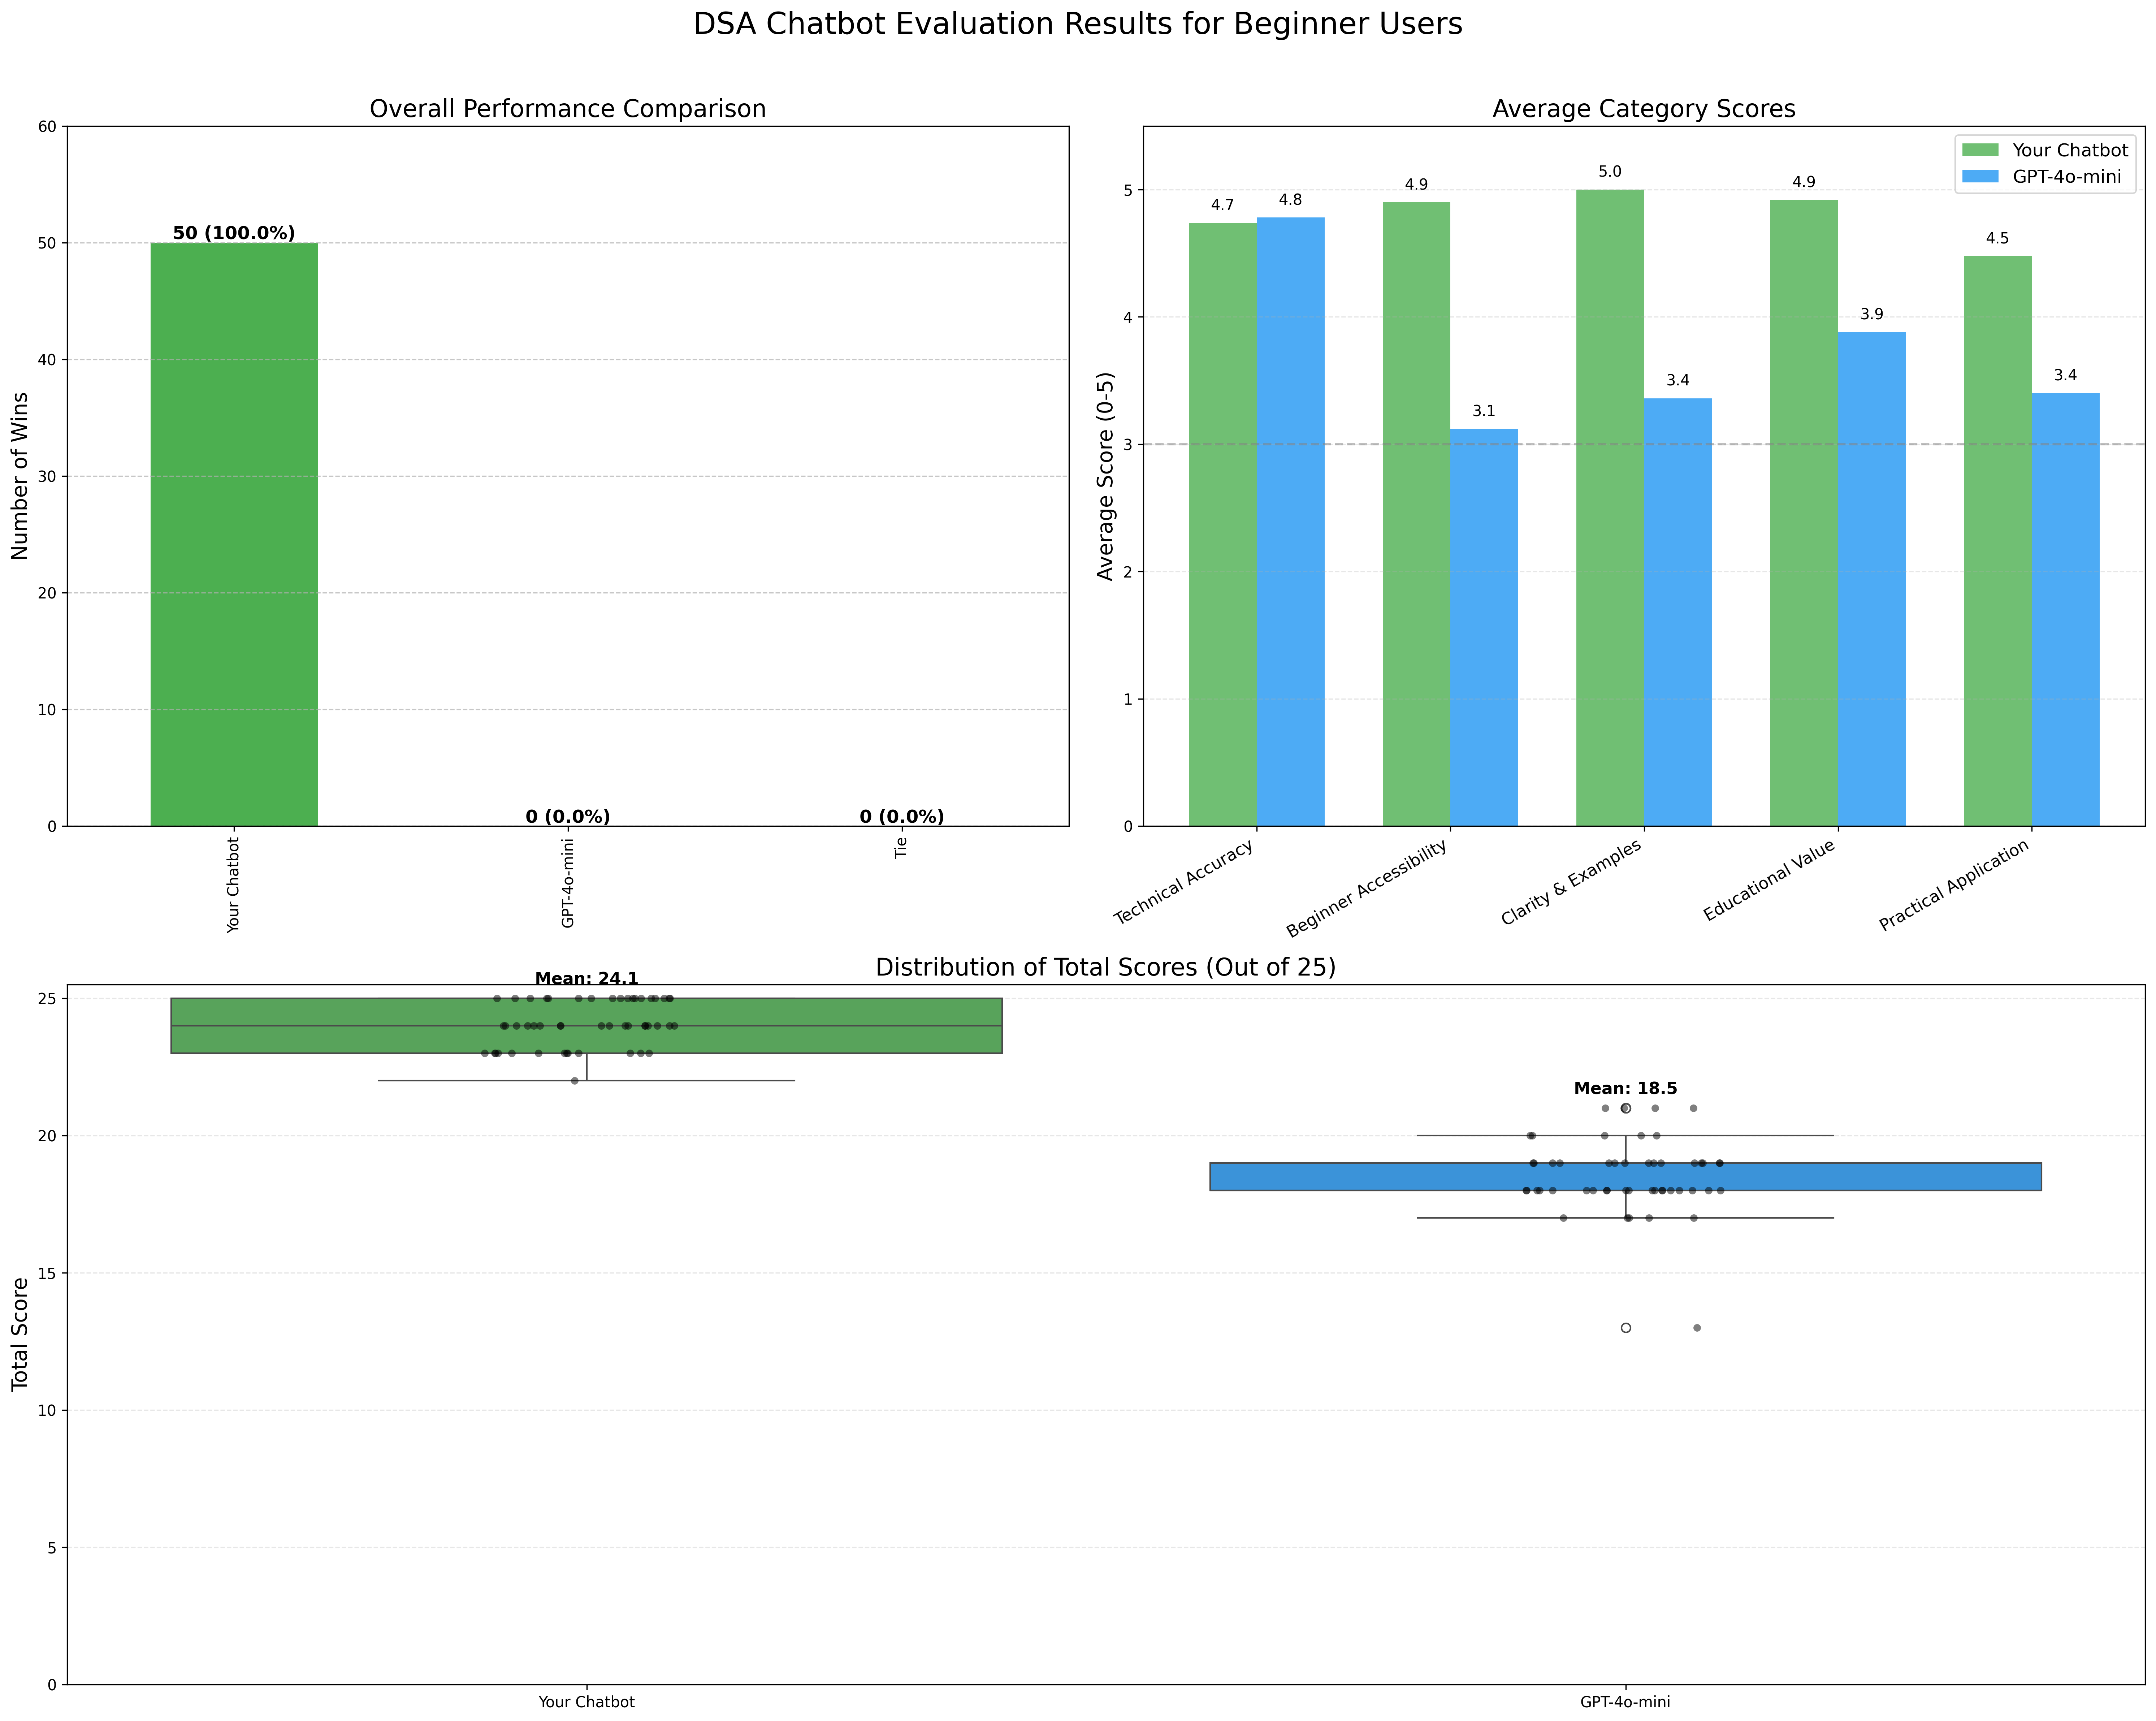 DSA Chatbot Evaluation Results for Beginner Users
Overall Performance Comparison
Number of Wins
60
50
40
30
20
10
0
50 (100.0%)
0 (0.0%)
0 (0.0%)
Your Chatbot
GPT-4o-mini
Tie
Average Category Scores
Your Chatbot
GPT-4o-mini
Average Score (0-5)
5
4
3
2
1
0
4.7
4.8
4.9
3.1
5.0
3.4
4.9
3.9
4.5
3.4
Technical Accuracy
Beginner Accessibility
Clarity & Examples
Educational Value
Practical Application
Distribution of Total Scores (Out of 25)
Total Score
25
20
15
10
5
0
Mean: 24.1
Mean: 18.5
Your Chatbot
GPT-4o-mini